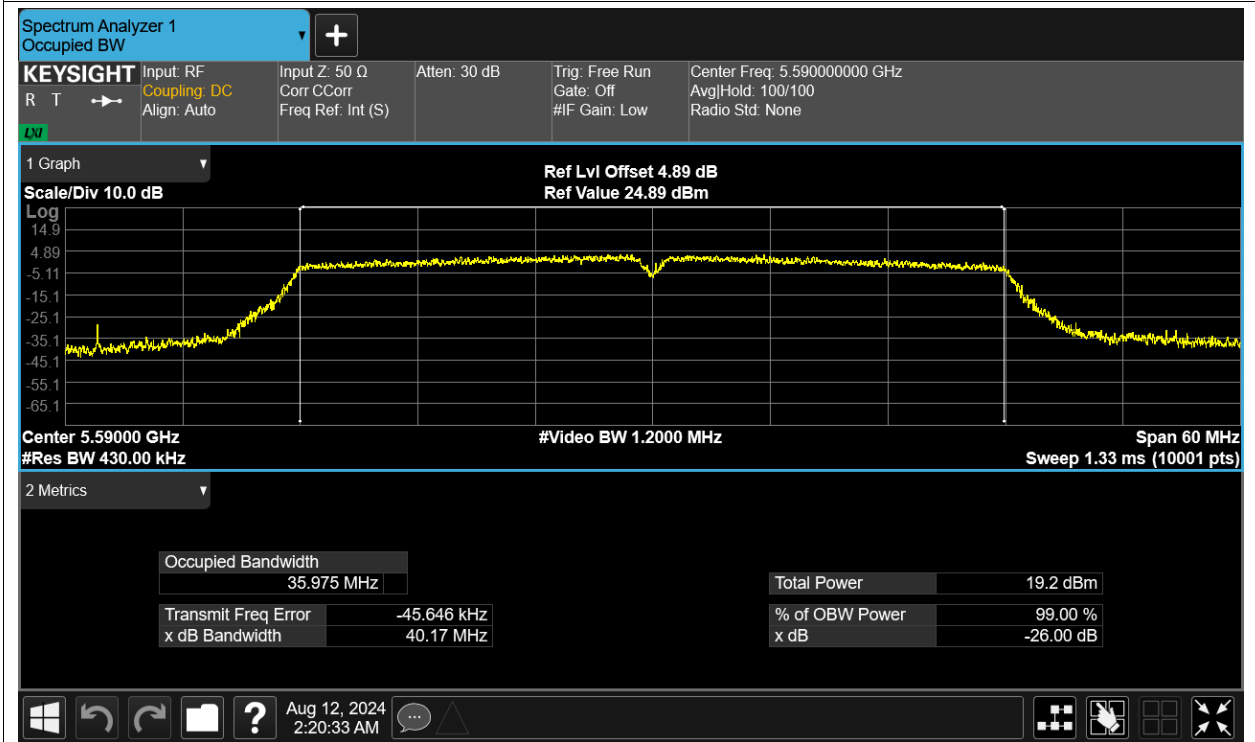 Spectrum Analyzer 1
Occupied BW
KEYSIGHT
R T
LXI
Input: RF
Coupling: DC
Align: Auto
Input Z: 50 Ω
Corr CCorr
Freq Ref: Int (S)
Atten: 30 dB
Trig: Free Run
Gate: Off
#IF Gain: Low
Center Freq: 5.590000000 GHz
Avg|Hold: 100/100
Radio Std: None
1 Graph
Scale/Div 10.0 dB
Ref Lvl Offset 4.89 dB
Ref Value 24.89 dBm
Log
14.9
4.89
-5.11
-15.1
-25.1
-35.1
-45.1
-55.1
-65.1
Center 5.59000 GHz
#Video BW 1.2000 MHz
Span 60 MHz
#Res BW 430.00 kHz
Sweep 1.33 ms (10001 pts)
2 Metrics
Occupied Bandwidth
35.975 MHz
Total Power 19.2 dBm
Transmit Freq Error -45.646 kHz
% of OBW Power 99.00 %
x dB Bandwidth 40.17 MHz
x dB -26.00 dB
?
Aug 12, 2024
2:20:33 AM